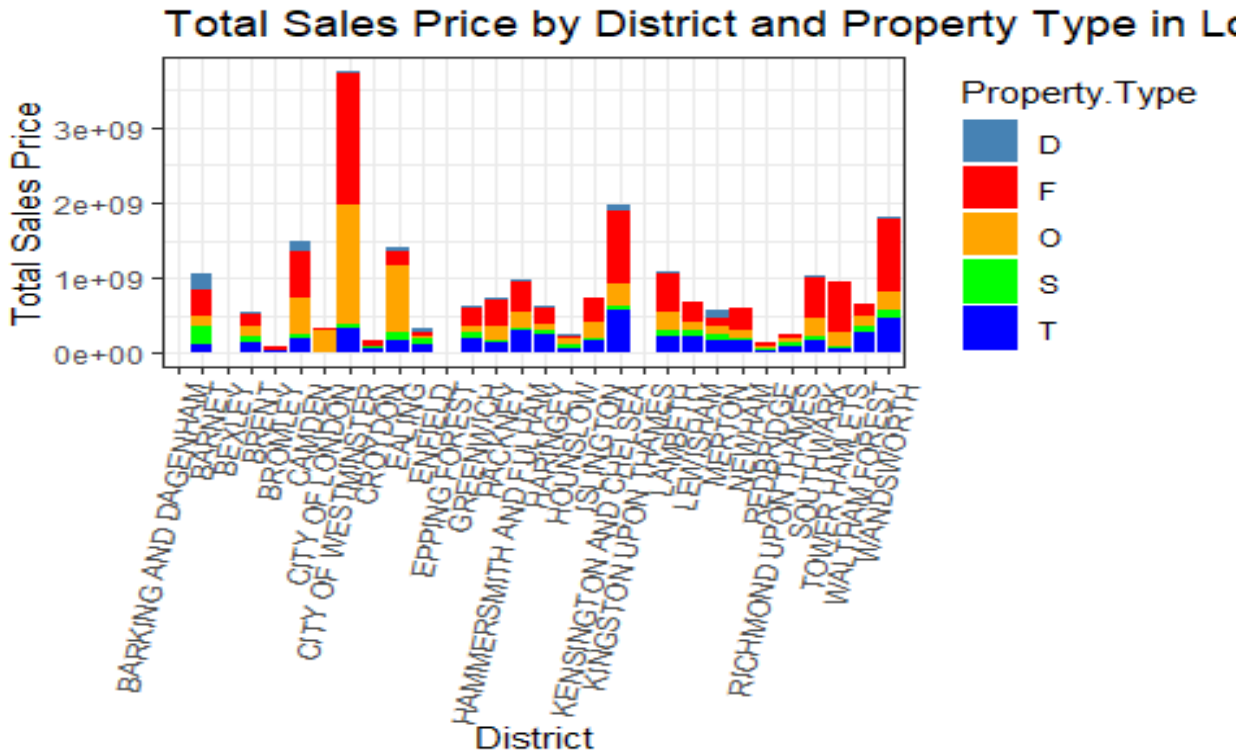 Total Sales Price by District and Property Type in Lo
Total Sales Price
3e+09
2e+09
1e+09
0e+00
BARKING AND DAGENHAM
BARNET
BEXLEY
BRENT
BROMLEY
CAMDEN
CITY OF LONDON
CITY OF WESTMINSTER
CROYDON
EALING
ENFIELD
EPPING FOREST
GREENWICH
HACKNEY
HAMMERSMITH AND FULHAM
HARINGEY
HOUNSLOW
ISLINGTON
KENSINGTON AND CHELSEA
KINGSTON UPON THAMES
LAMBETH
LEWISHAM
MERTON
NEWHAM
REDBRIDGE
RICHMOND UPON THAMES
SOUTHWARK
TOWER HAMLETS
WALTHAM FOREST
WANDSWORTH
District
Property.Type
D
F
O
S
T